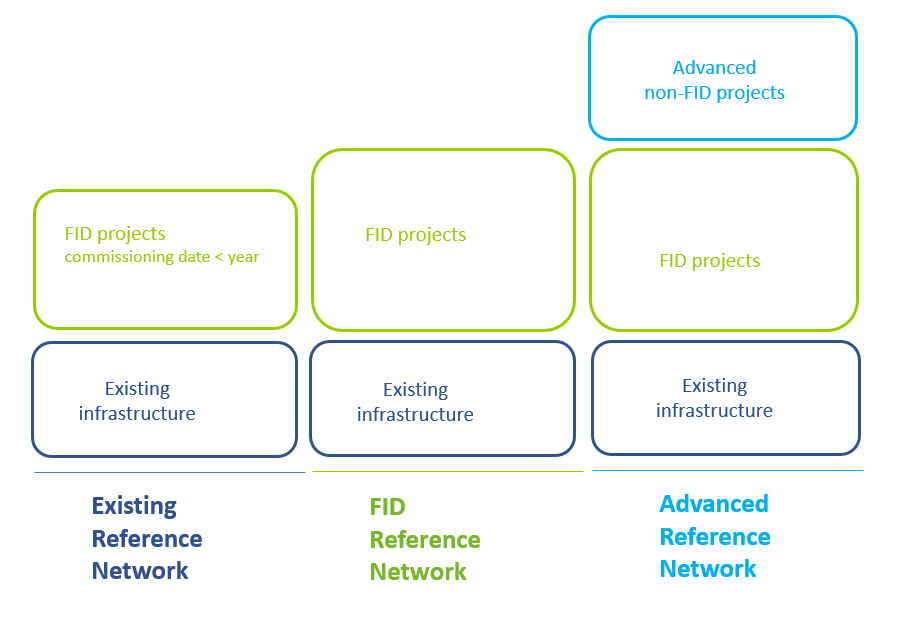 Advanced
non-FID projects
FID projects
commissioning date < year
FID projects
FID projects
Existing
infrastructure
Existing
infrastructure
Existing
infrastructure
Existing
Reference
Network
FID
Reference
Network
Advanced
Reference
Network